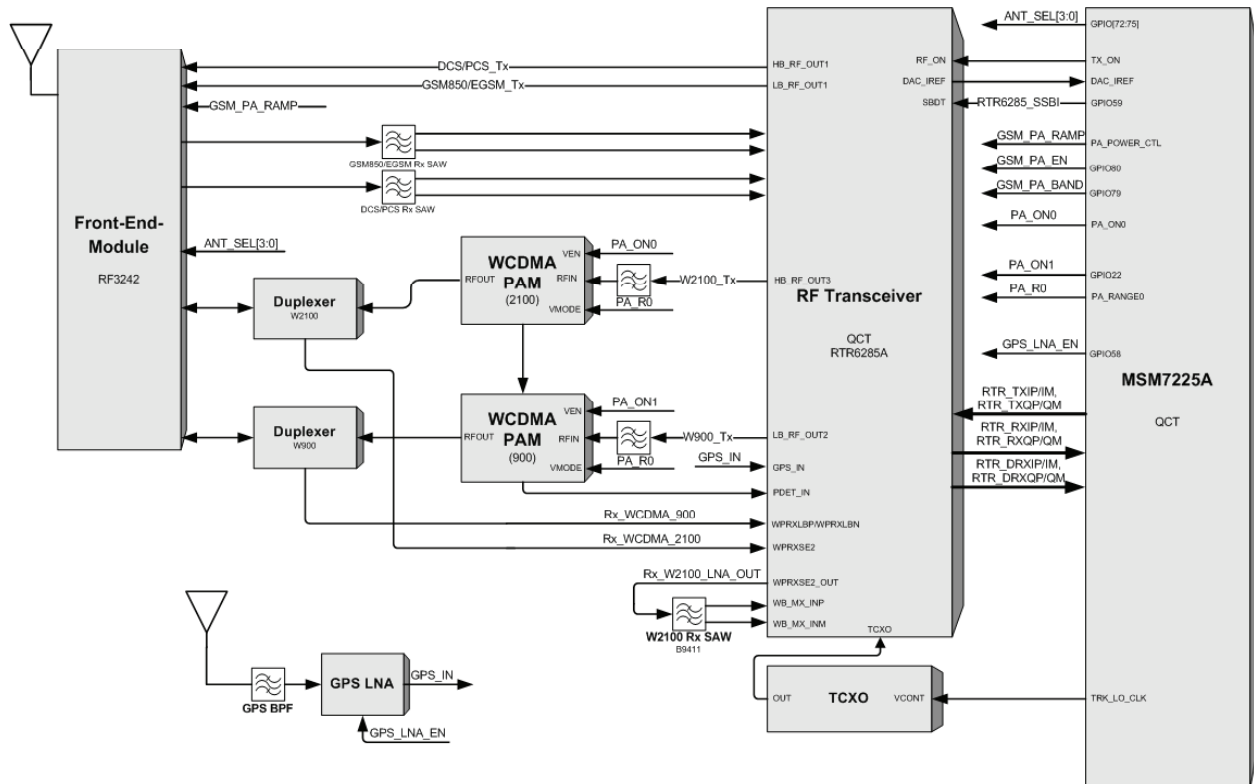 ANT_SEL[3:0]
GPIO[72:75]
DCS/PCS_Tx
HB_RF_OUT1
RF_ON
TX_ON
GSM850/EGSM_Tx
LB_RF_OUT1
DAC_IREF
DAC_IREF
GSM_PA_RAMP
SBDT
RTR6285_SSBI
GPIO59
GSM_PA_RAMP
PA_POWER_CTL
GSM850/EGSM Rx SAW
GSM_PA_EN
GPIO80
GSM_PA_BAND
GPIO79
DCS/PCS Rx SAW
Front-End-
Module
RF3242
ANT_SEL[3:0]
PA_ON0
PA_ON0
WCDMA
PAM
(2100)
VEN
RFOUT
RFIN
VMODE
PA_ON0
W2100_Tx
PA_R0
HB_RF_OUT3
RF Transceiver
QCT
RTR6285A
PA_ON1
GPIO22
PA_R0
PA_RANGE0
Duplexer
W2100
GPS_LNA_EN
GPIO58
MSM7225A
QCT
WCDMA
PAM
(900)
VEN
RFOUT
RFIN
VMODE
PA_ON1
W900_Tx
PA_R0
LB_RF_OUT2
Duplexer
W900
RTR_TXIP/IM,
RTR_TXQP/QM
RTR_RXIP/IM,
RTR_RXQP/QM
RTR_DRXIP/IM,
RTR_DRXQP/QM
GPS_IN
GPS_IN
PDET_IN
Rx_WCDMA_900
WPRXLBP/WPRXLBN
Rx_WCDMA_2100
WPRXSE2
Rx_W2100_LNA_OUT
WPRXSE2_OUT
WB_MX_INP
WB_MX_INM
W2100 Rx SAW
B9411
TCXO
GPS BPF
GPS LNA
GPS_IN
GPS_LNA_EN
OUT
TCXO
VCONT
TRK_LO_CLK